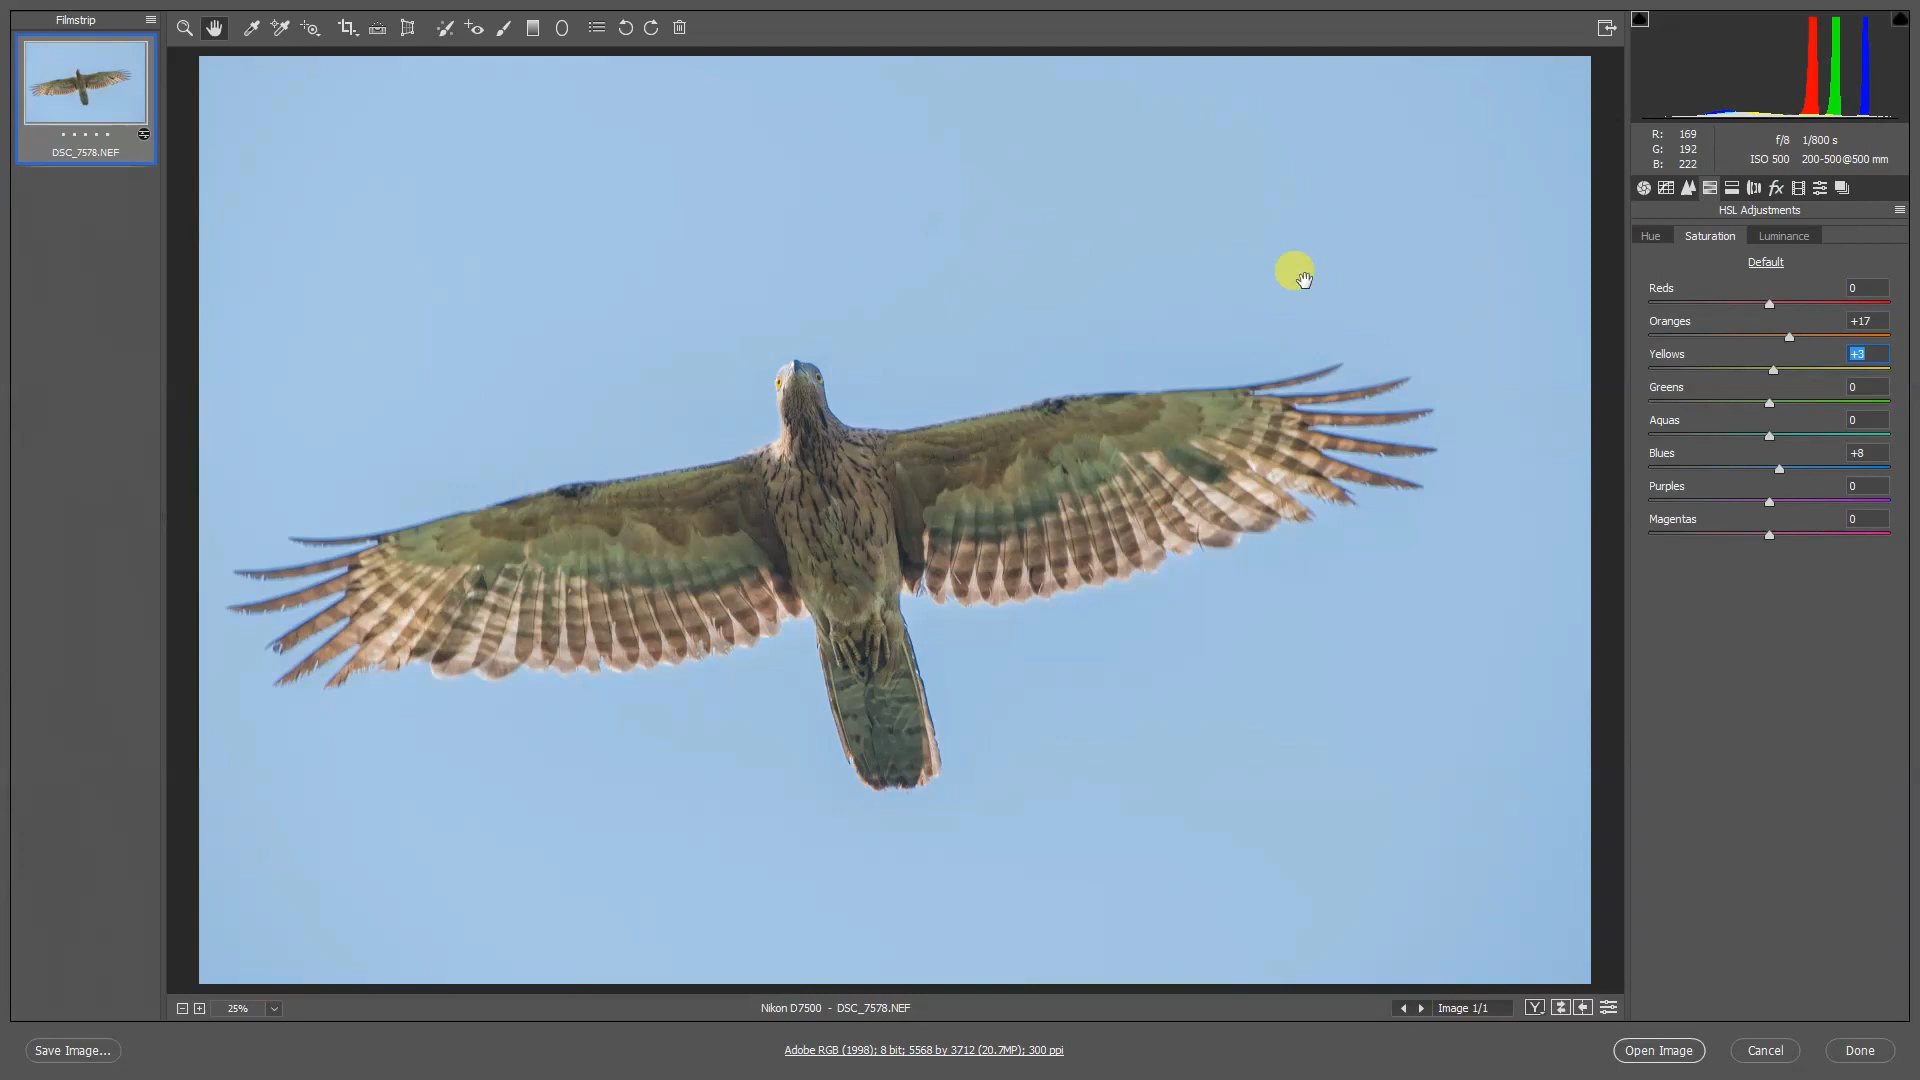 Filmstrip
DSC_7578.NEF
R: 169
G: 192
B: 222
f/8 1/800 s
ISO 500 200-500@500 mm
fx
HSL Adjustments
Hue Saturation Luminance
Default
Reds 0
Oranges +17
Yellows +3
Greens 0
Aquas 0
Blues +8
Purples 0
Magentas 0
25%
Nikon D7500 - DSC_7578.NEF
Image 1/1
Y
Save Image...
Adobe RGB (1998); 8 bit; 5568 by 3712 (20.7MP); 300 ppi
Open Image
Cancel
Done